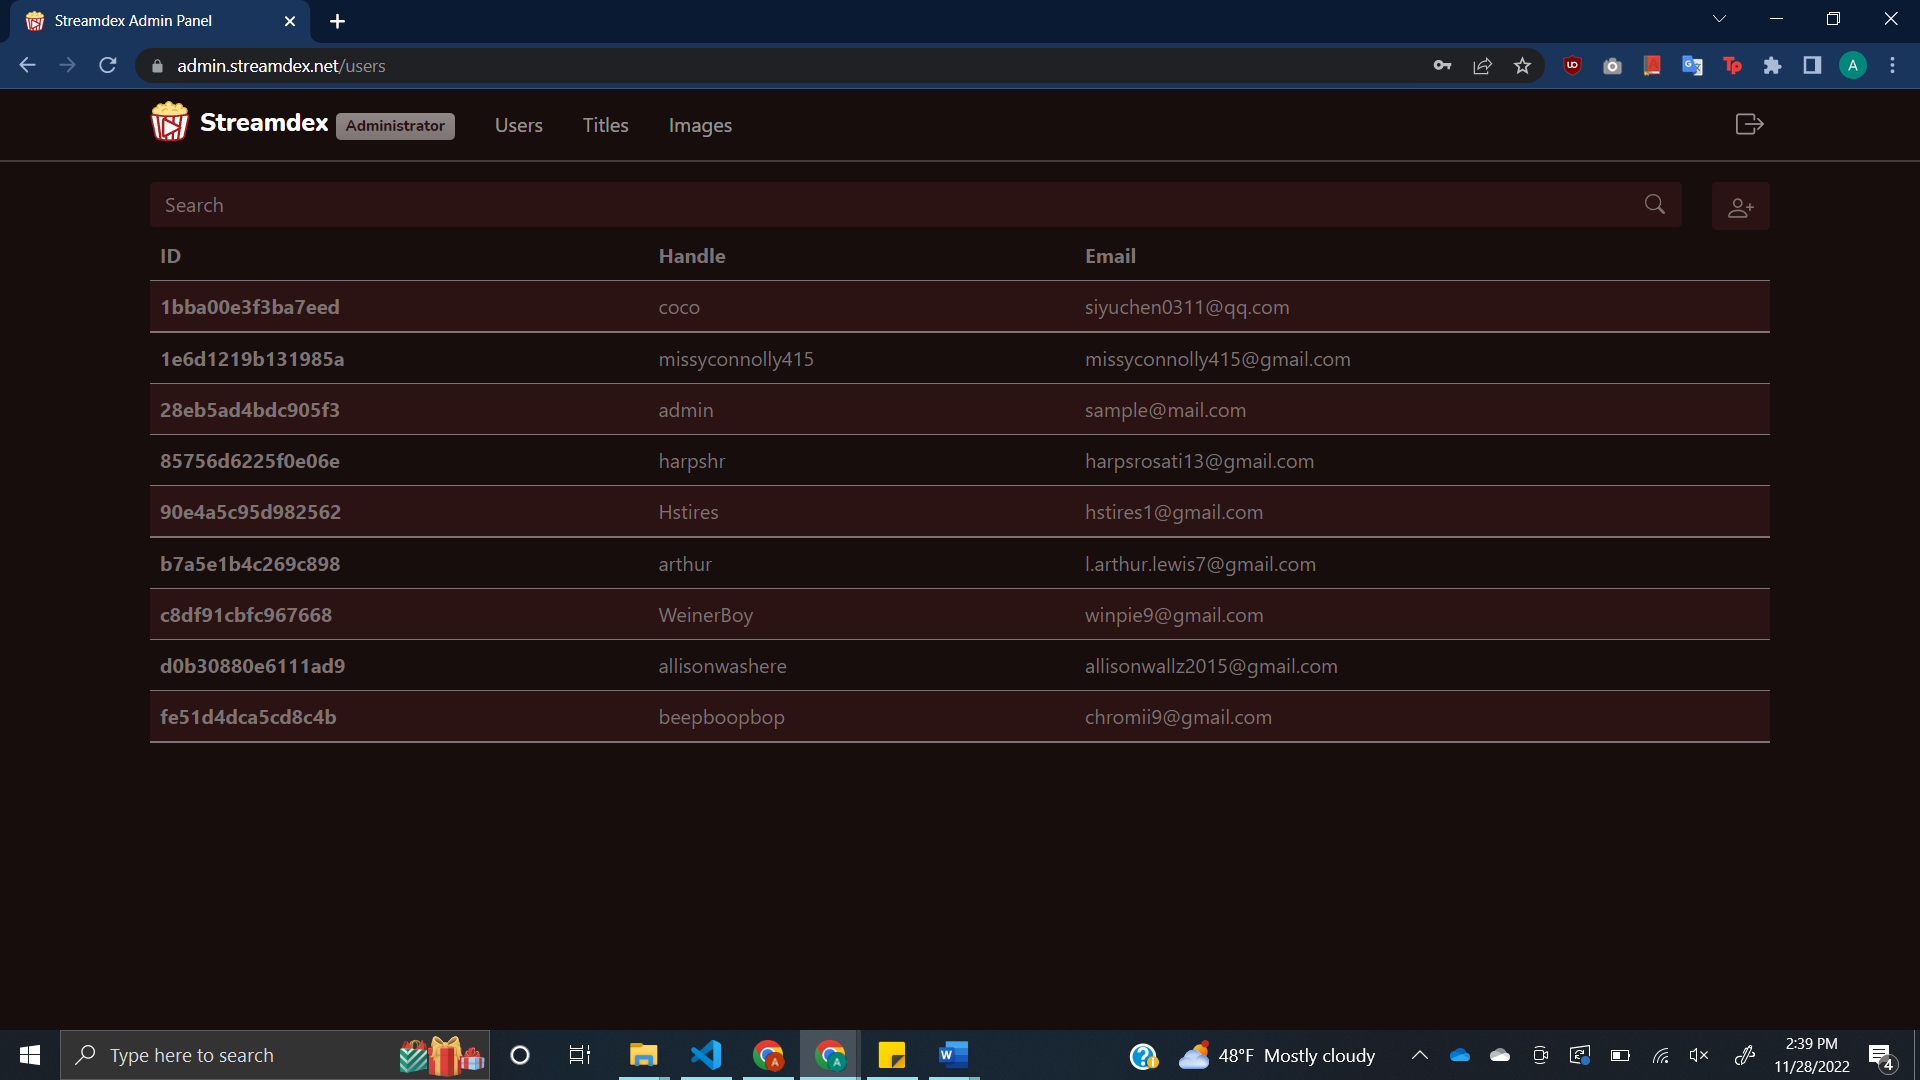 Streamdex Admin Panel
admin.streamdex.net/users
A
Streamdex Administrator Users Titles Images
Search
ID Handle Email
1bba00e3f3ba7eed coco siyuchen0311@qq.com
1e6d1219b131985a missyconnolly415 missyconnolly415@gmail.com
28eb5ad4bdc905f3 admin sample@mail.com
85756d6225f0e06e harpshr harpsrosati13@gmail.com
90e4a5c95d982562 Hstires hstires1@gmail.com
b7a5e1b4c269c898 arthur l.arthur.lewis7@gmail.com
c8df91cbfc967668 WeinerBoy winpie9@gmail.com
d0b30880e6111ad9 allisonwashere allisonwallz2015@gmail.com
fe51d4dca5cd8c4b beepboopbop chromii9@gmail.com
Type here to search
48°F Mostly cloudy
2:39 PM
11/28/2022
4